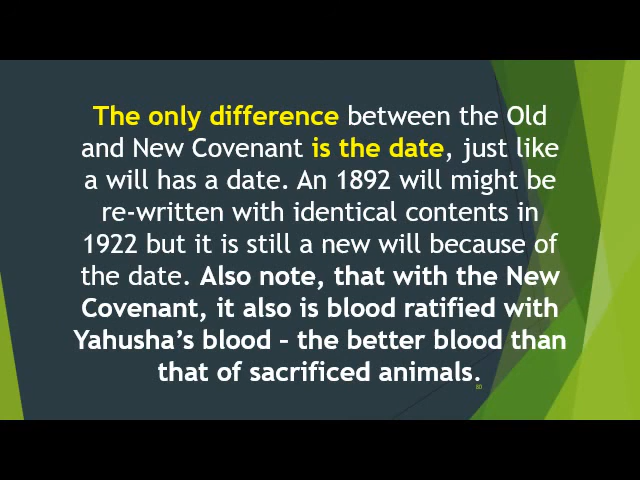 The only difference between the Old
and New Covenant is the date, just like
a will has a date. An 1892 will might be
re-written with identical contents in
1922 but it is still a new will because of
the date. Also note, that with the New
Covenant, it also is blood ratified with
Yahusha’s blood – the better blood than
that of sacrificed animals.
80